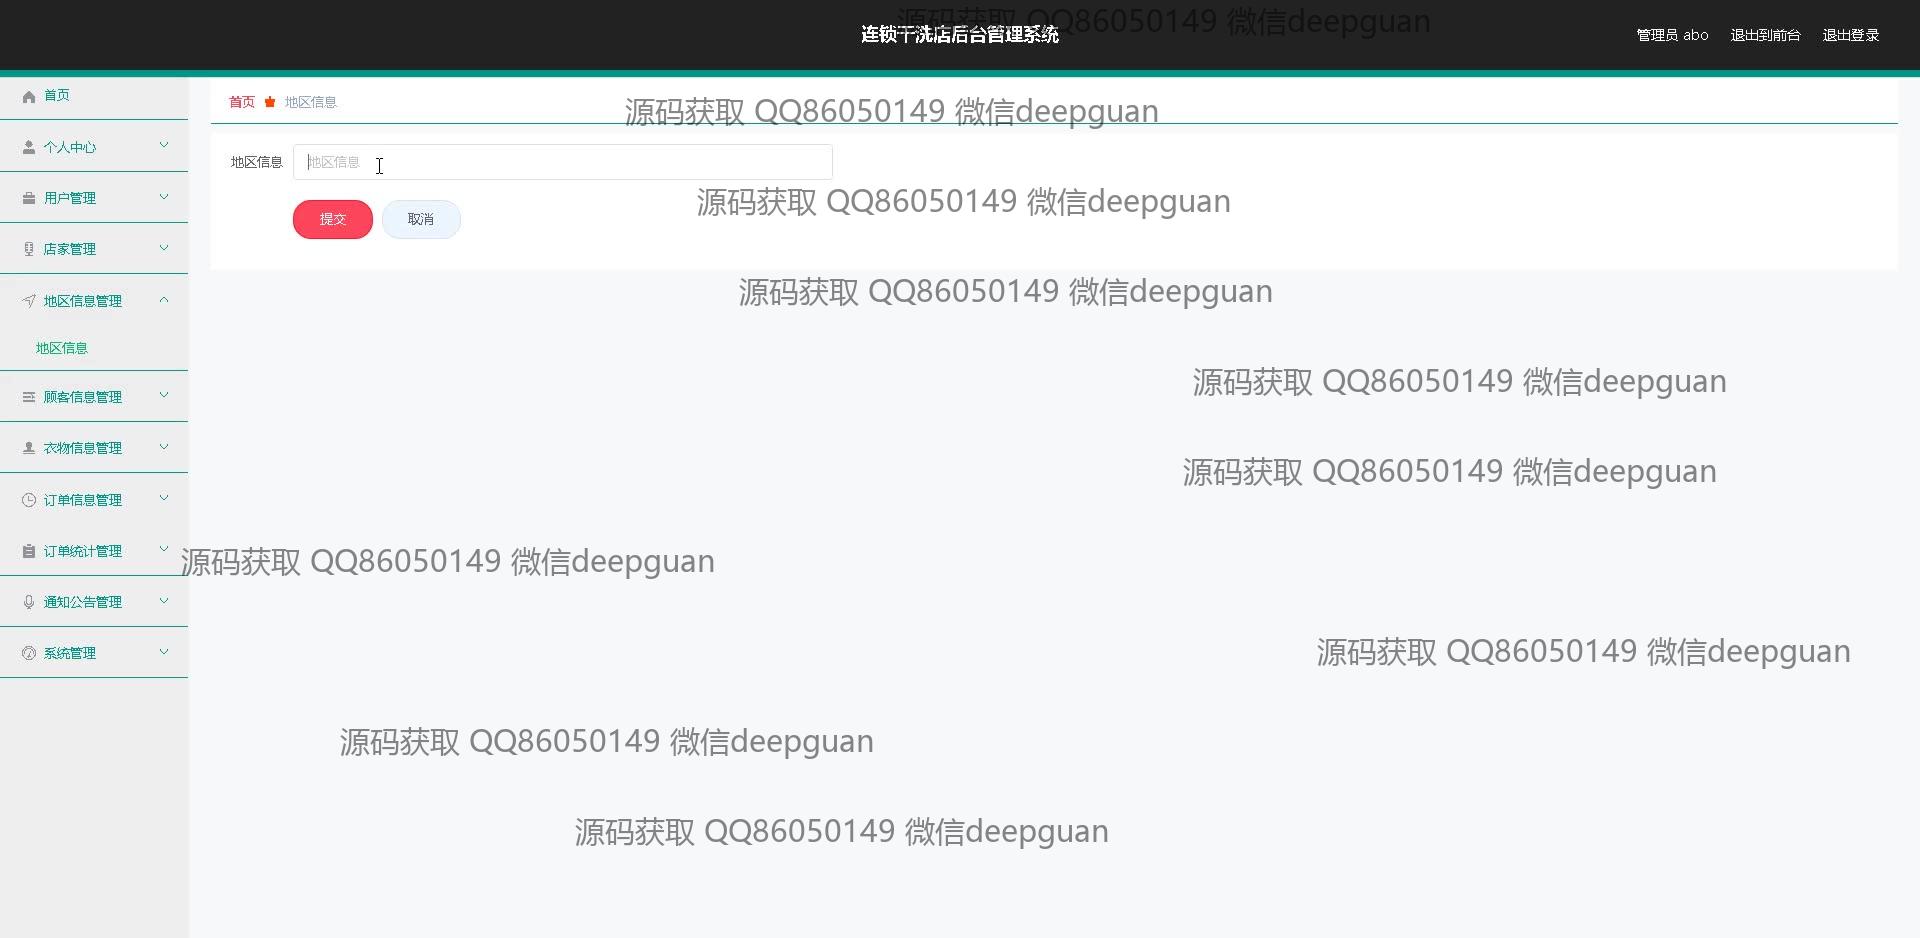 源码获取 QQ86050149 微信deepguan
连锁干洗店后台管理系统
管理员 abo
退出到前台
退出登录
首页
个人中心
用户管理
店家管理
地区信息管理
地区信息
顾客信息管理
衣物信息管理
订单信息管理
订单统计管理
通知公告管理
系统管理
首页 地区信息
源码获取 QQ86050149 微信deepguan
地区信息 地区信息
源码获取 QQ86050149 微信deepguan
提交 取消
源码获取 QQ86050149 微信deepguan
源码获取 QQ86050149 微信deepguan
源码获取 QQ86050149 微信deepguan
源码获取 QQ86050149 微信deepguan
源码获取 QQ86050149 微信deepguan
源码获取 QQ86050149 微信deepguan
源码获取 QQ86050149 微信deepguan